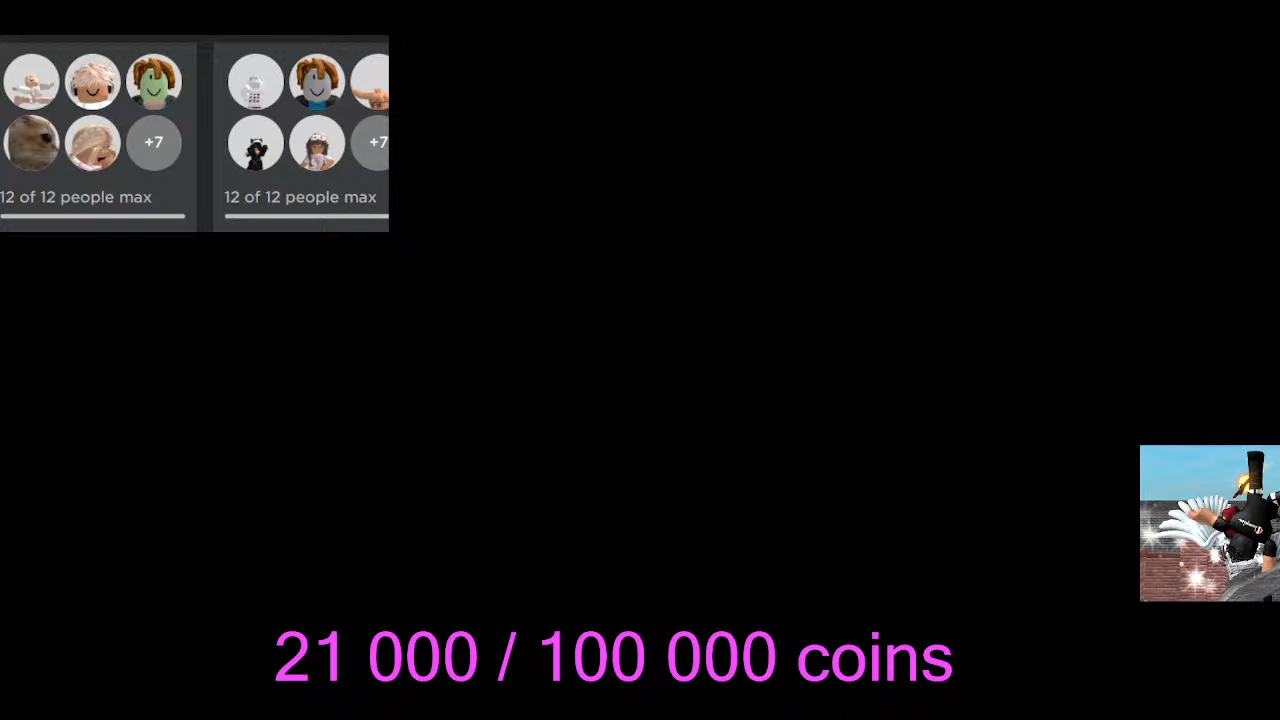 +7
+7
12 of 12 people max
12 of 12 people max
21 000 / 100 000 coins